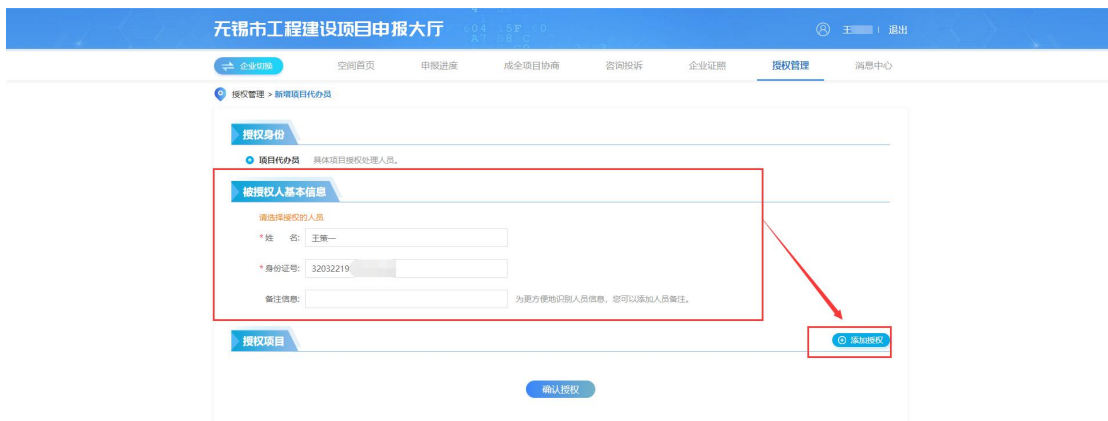 无锡市工程建设项目申报大厅
王 | 退出
企业切换 空间首页 申报进度 成全项目协商 咨询投诉 企业证照 授权管理 消息中心
授权管理 > 新增项目代办员
授权身份
项目代办员 具体项目授权处理人员。
被授权人基本信息
请选择授权的人员
*姓 名: 王策一
*身份证号: 32032219
备注信息: 为更方便地识别人员信息，您可以添加人员备注。
授权项目 添加授权
确认授权